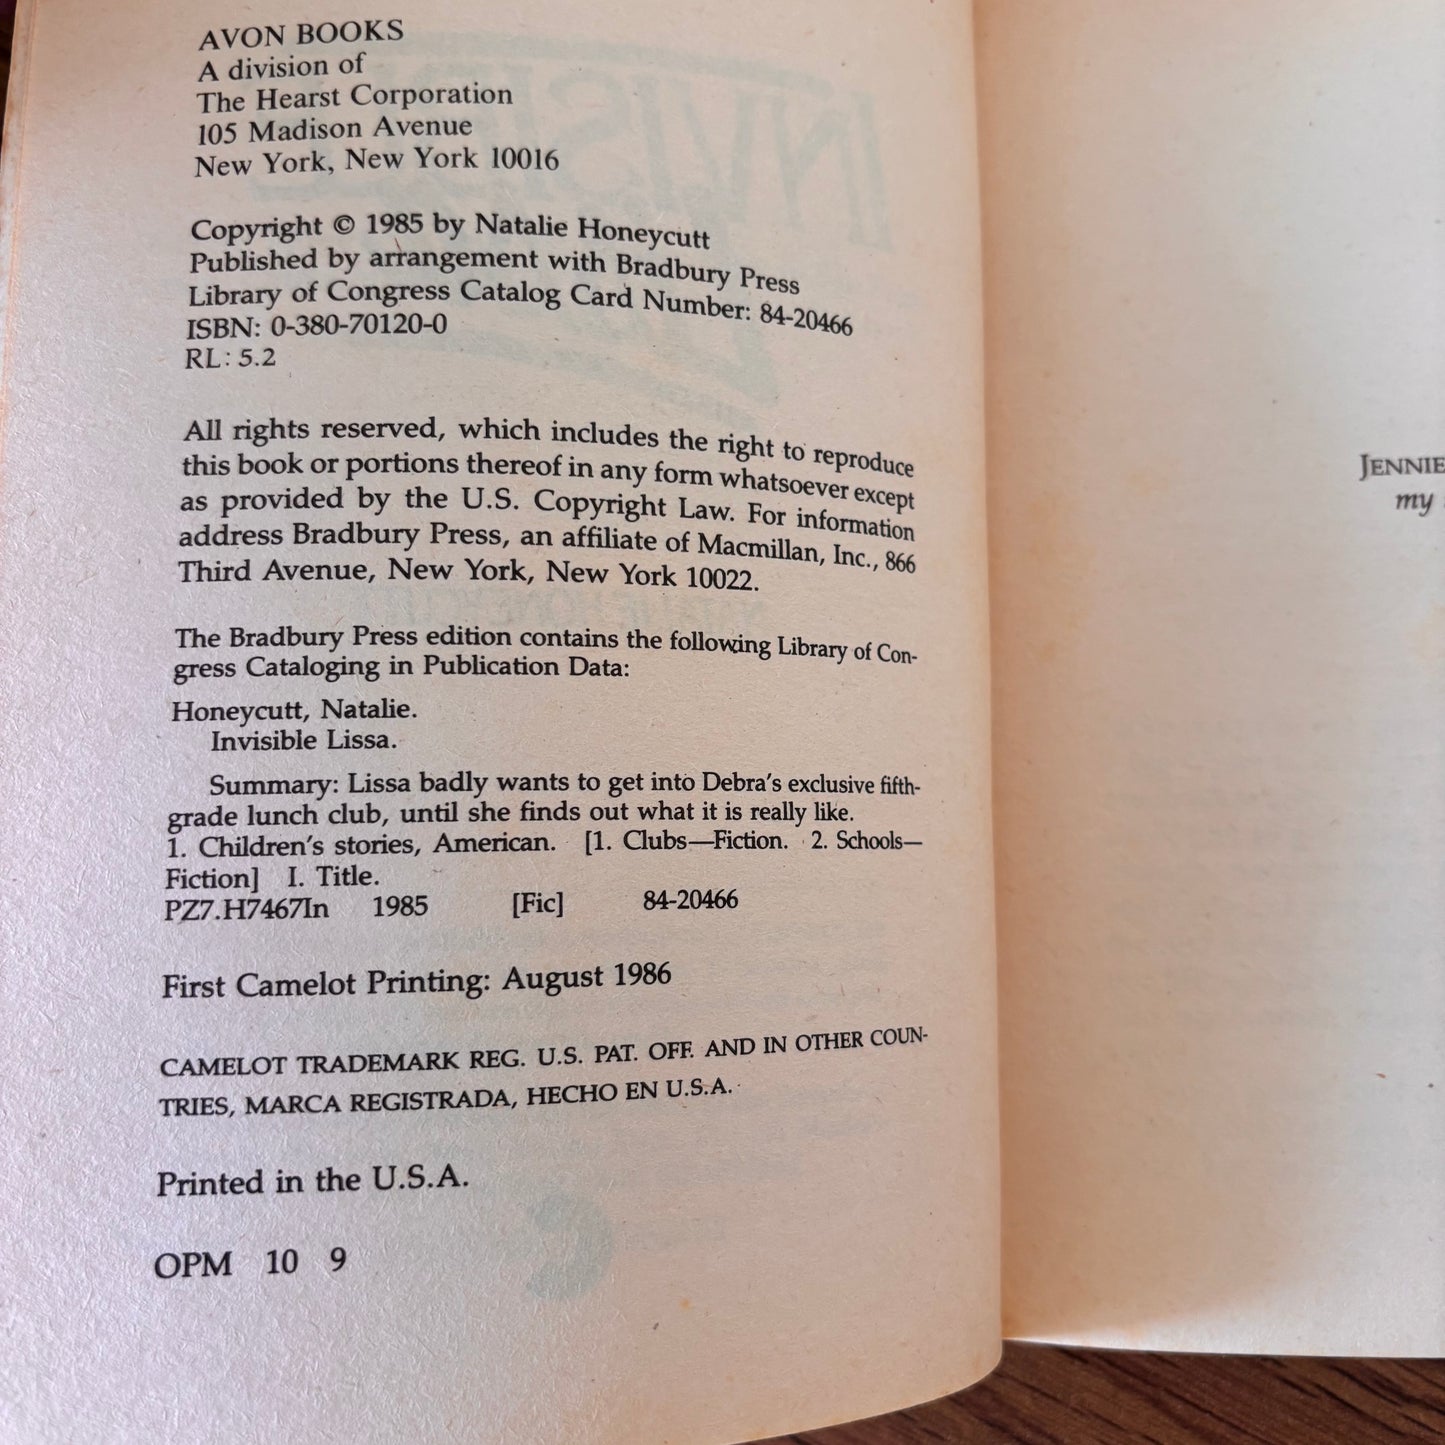 AVON BOOKS
A division of
The Hearst Corporation
105 Madison Avenue
New York, New York 10016
Copyright © 1985 by Natalie Honeycutt
Published by arrangement with Bradbury Press
Library of Congress Catalog Card Number: 84-20466
ISBN: 0-380-70120-0
RL: 5.2
All rights reserved, which includes the right to reproduce
this book or portions thereof in any form whatsoever except
as provided by the U.S. Copyright Law. For information
address Bradbury Press, an affiliate of Macmillan, Inc., 866
Third Avenue, New York, New York 10022.
The Bradbury Press edition contains the following Library of Con-
gress Cataloging in Publication Data:
Honeycutt, Natalie.
Invisible Lissa.
Summary: Lissa badly wants to get into Debra's exclusive fifth-
grade lunch club, until she finds out what it is really like.
1. Children's stories, American. [1. Clubs—Fiction. 2. Schools—
Fiction] I. Title.
PZ7.H7467In 1985 [Fic] 84-20466
First Camelot Printing: August 1986
CAMELOT TRADEMARK REG. U.S. PAT. OFF. AND IN OTHER COUN-
TRIES, MARCA REGISTRADA, HECHO EN U.S.A.
Printed in the U.S.A.
OPM 10 9
JENNIE
my